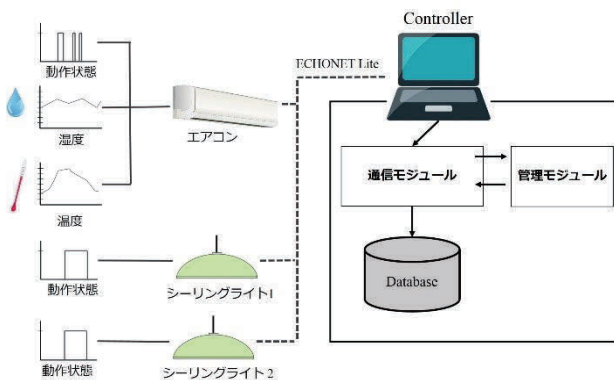 Controller
ECHONET Lite
動作状態
湿度
エアコン
温度
動作状態
シーリングライト1
動作状態
シーリングライト2
通信モジュール
管理モジュール
Database